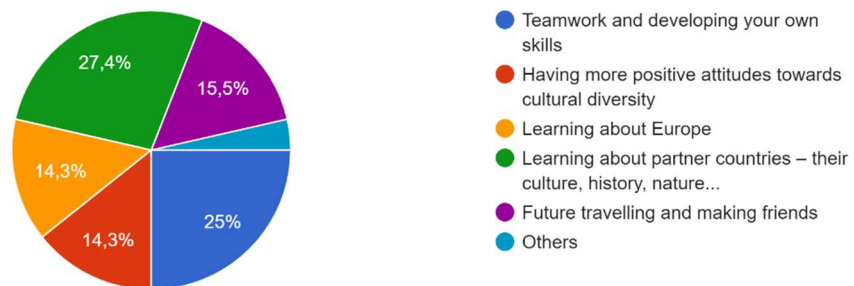 27,4%
15,5%
14,3%
14,3%
25%
Teamwork and developing your own
skills
Having more positive attitudes towards
cultural diversity
Learning about Europe
Learning about partner countries – their
culture, history, nature...
Future travelling and making friends
Others